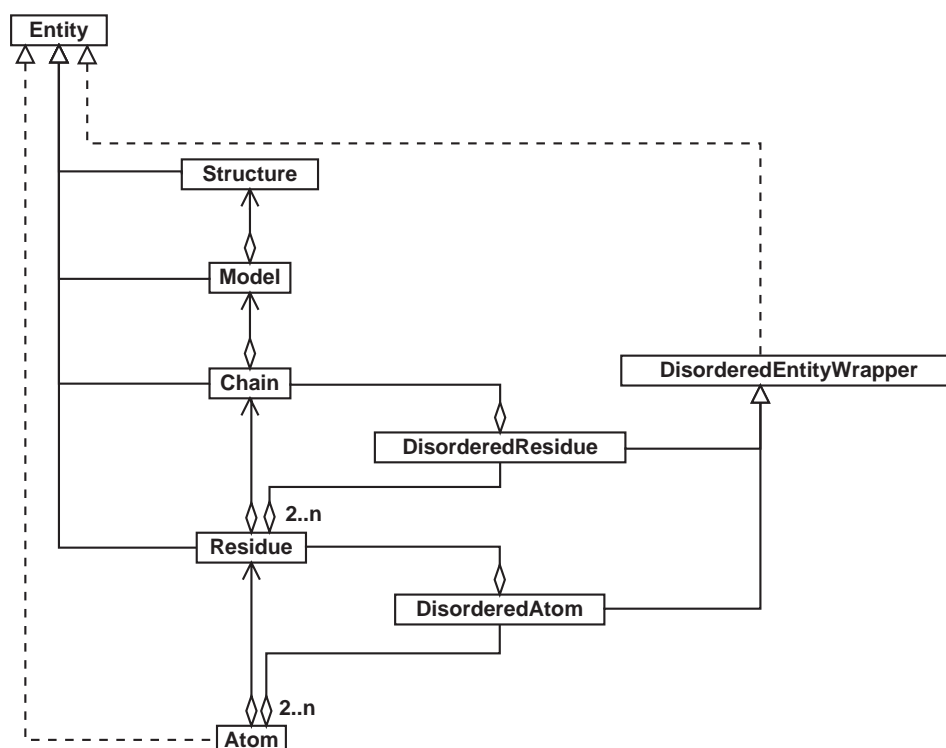 Entity
Structure
Model
Chain
DisorderedEntityWrapper
DisorderedResidue
2..n
Residue
DisorderedAtom
2..n
Atom